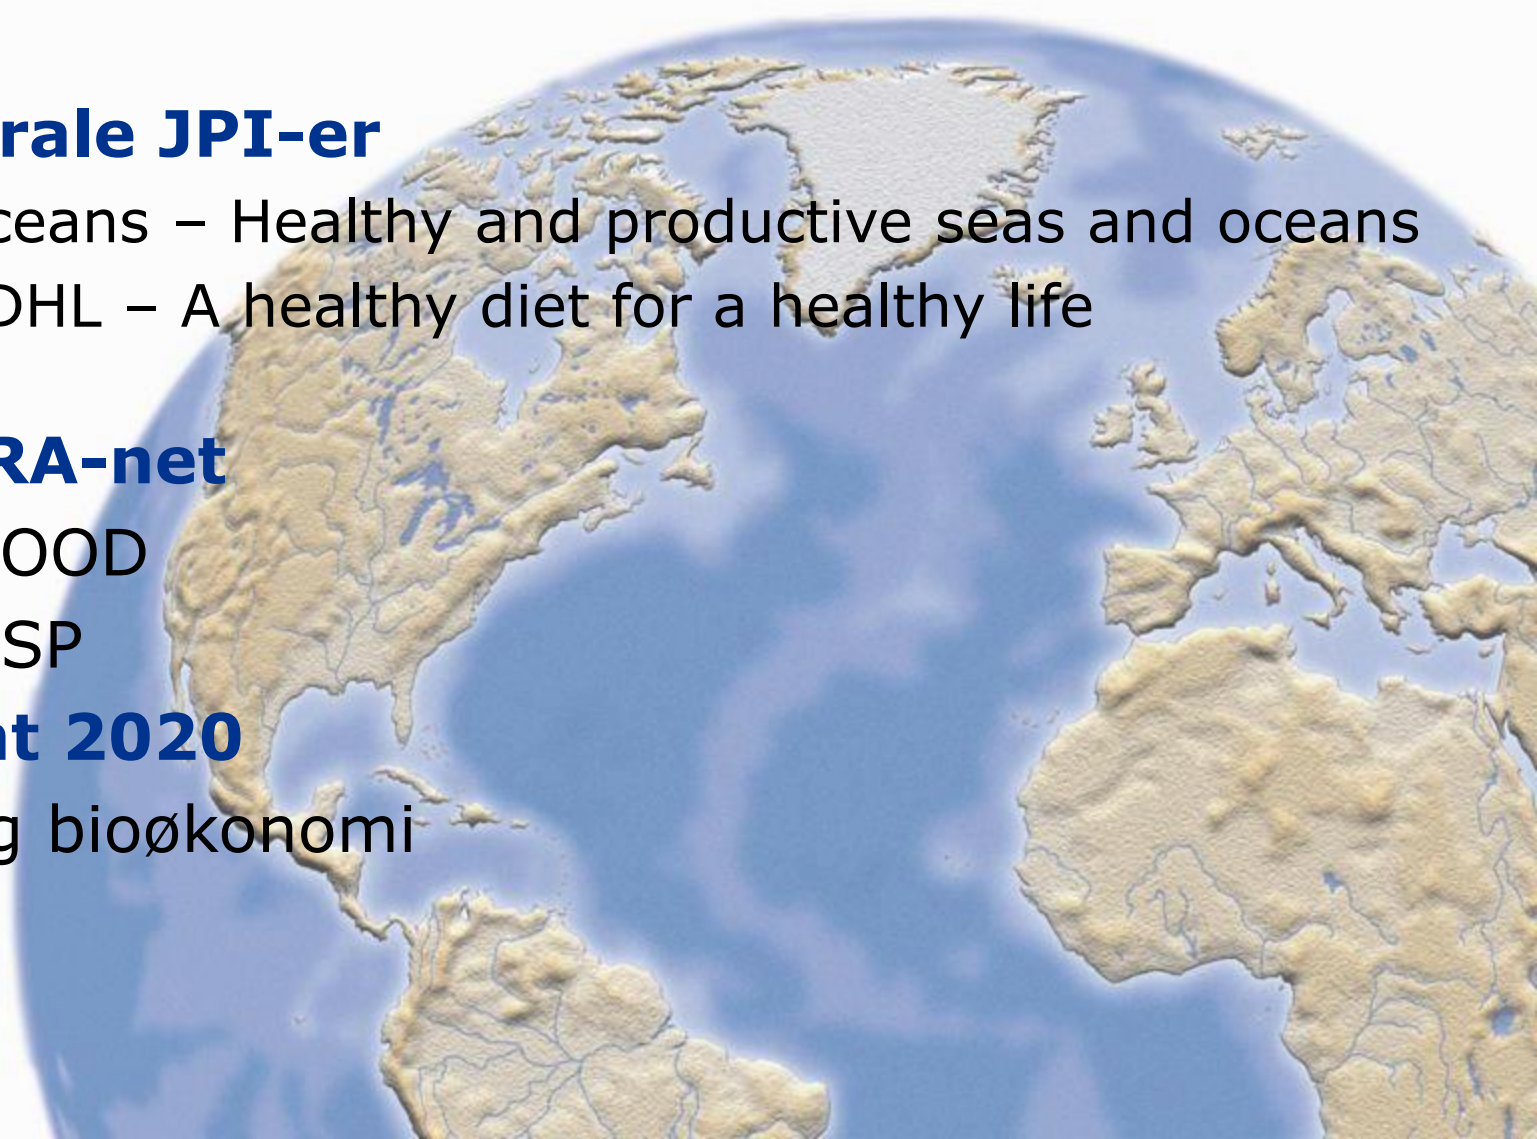 rale JPI-er
ceans – Healthy and productive seas and oceans
DHL – A healthy diet for a healthy life
RA-net
OOD
SP
nt 2020
g bioøkonomi